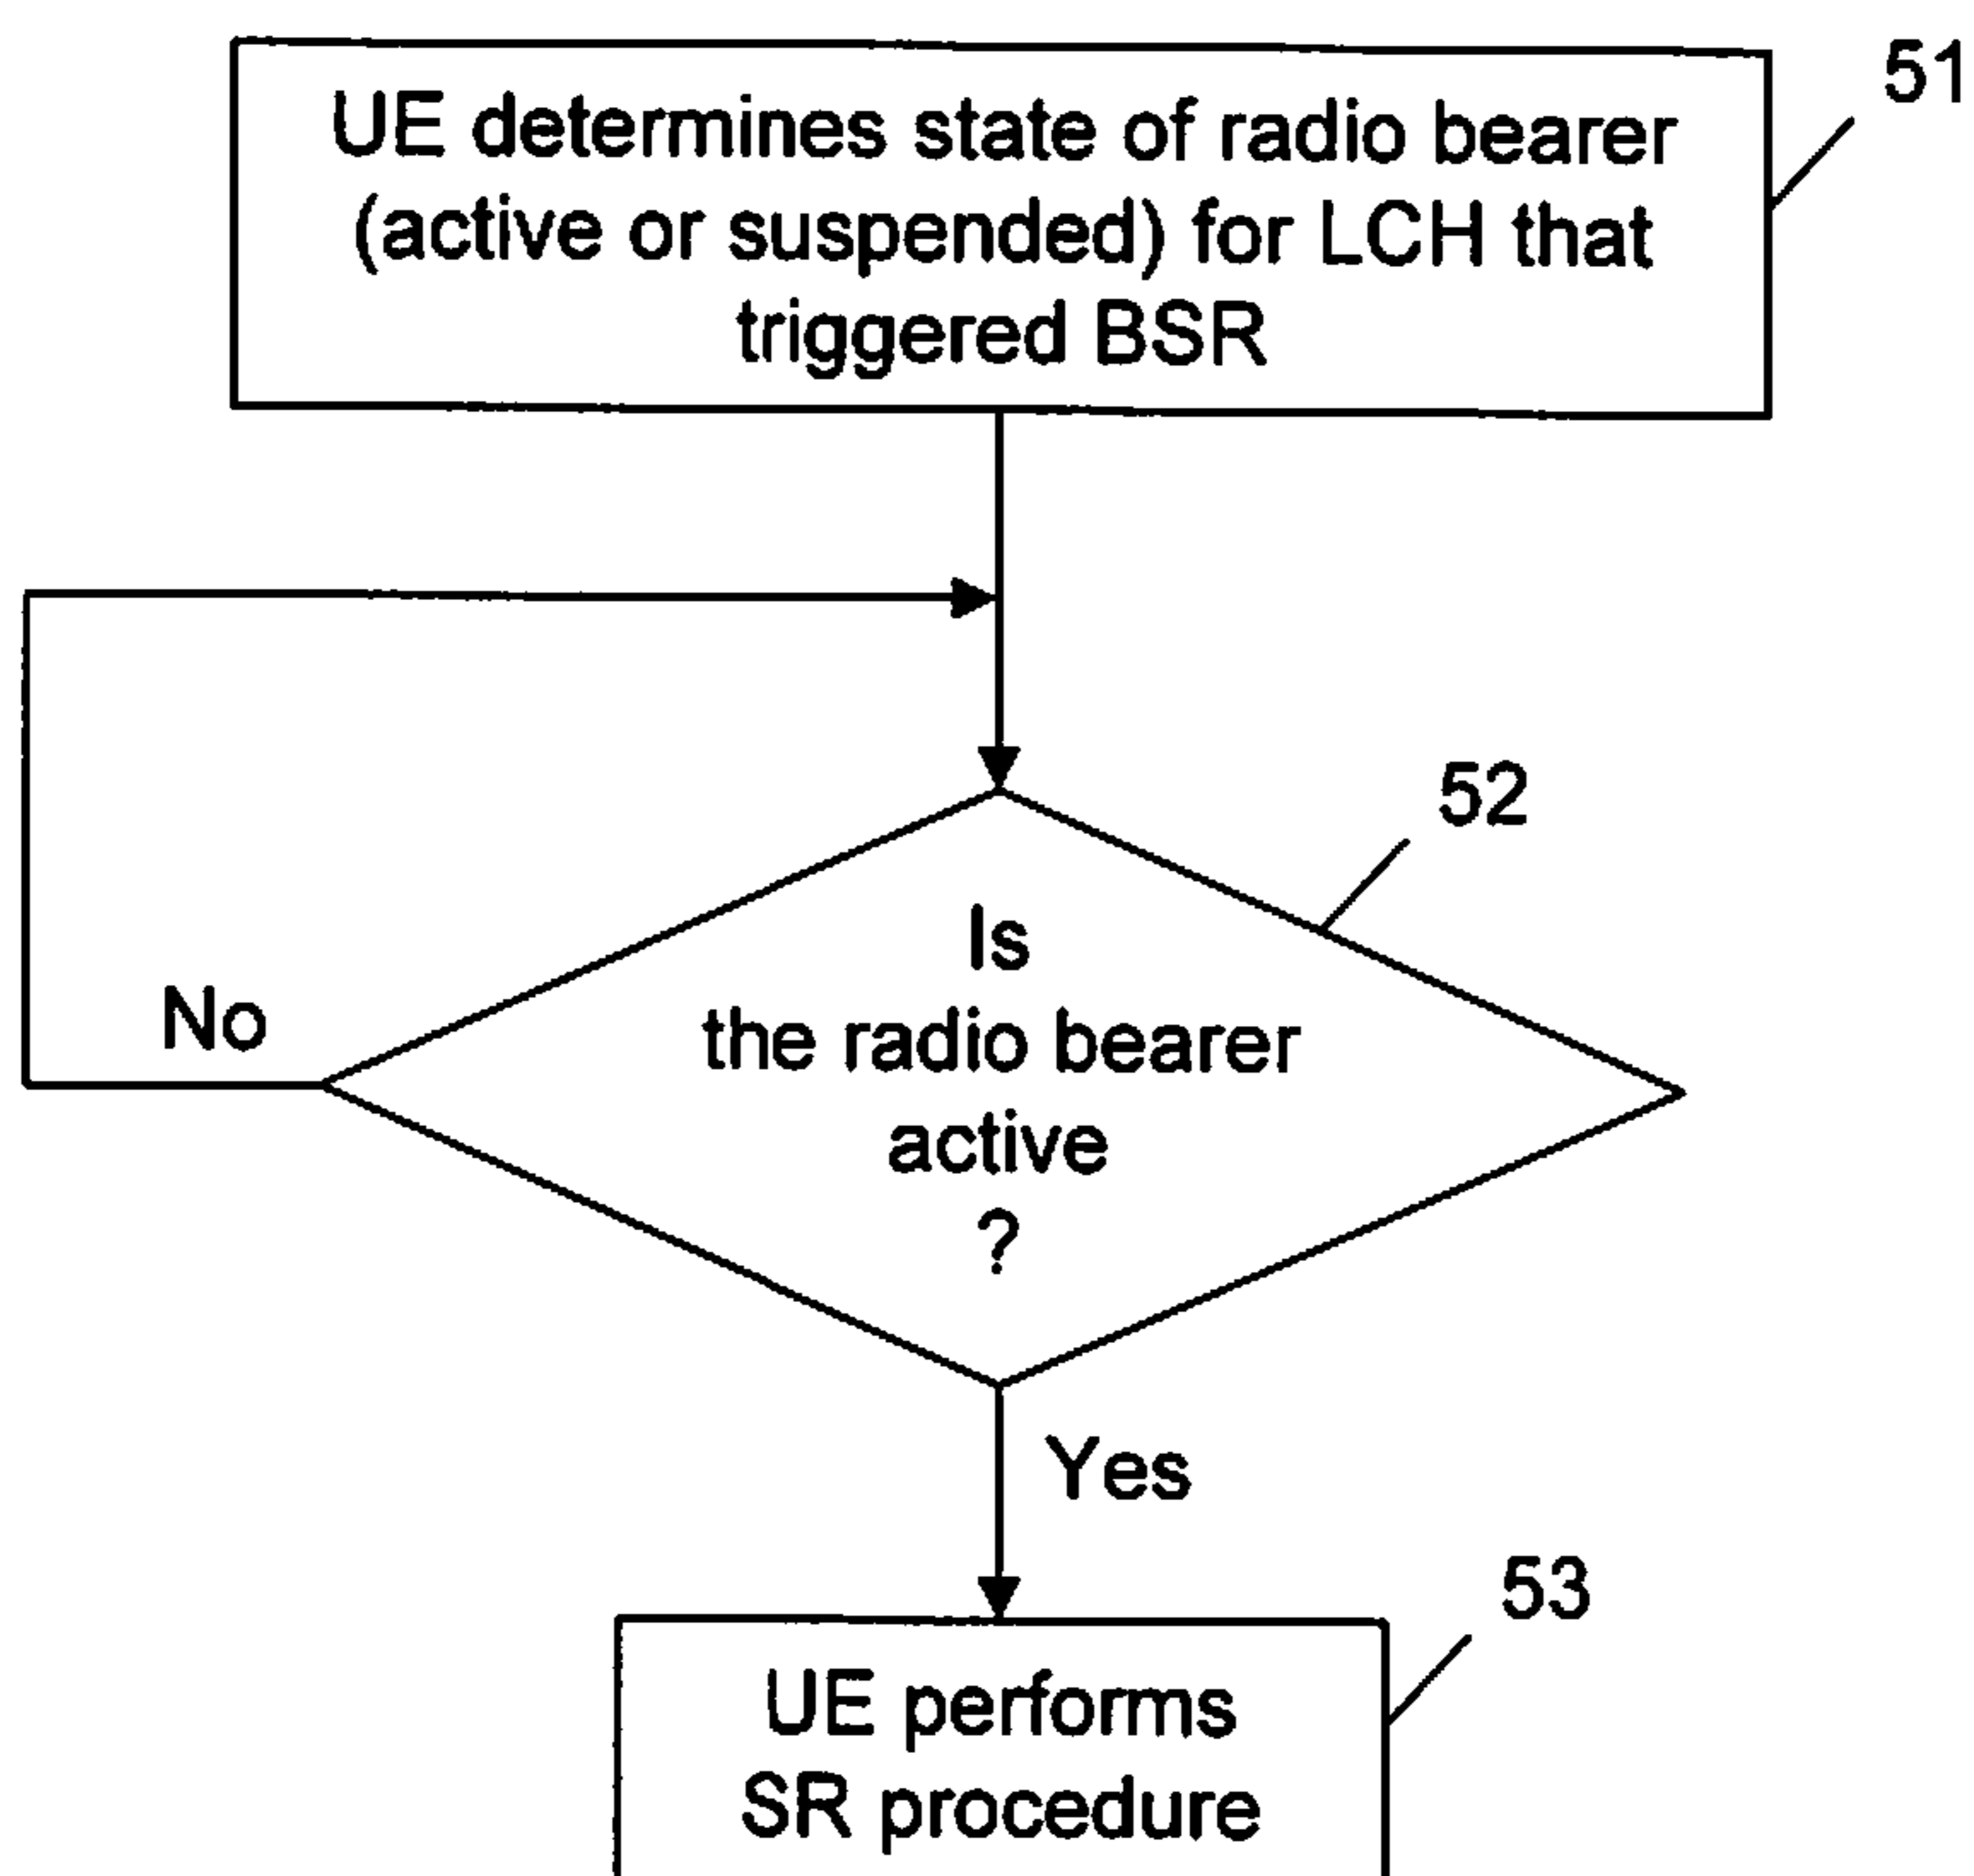 51
UE determines state of radio bearer
(active or suspended) for LCH that
triggered BSR
52
Is
the radio bearer
active
?
No
Yes
53
UE performs
SR procedure